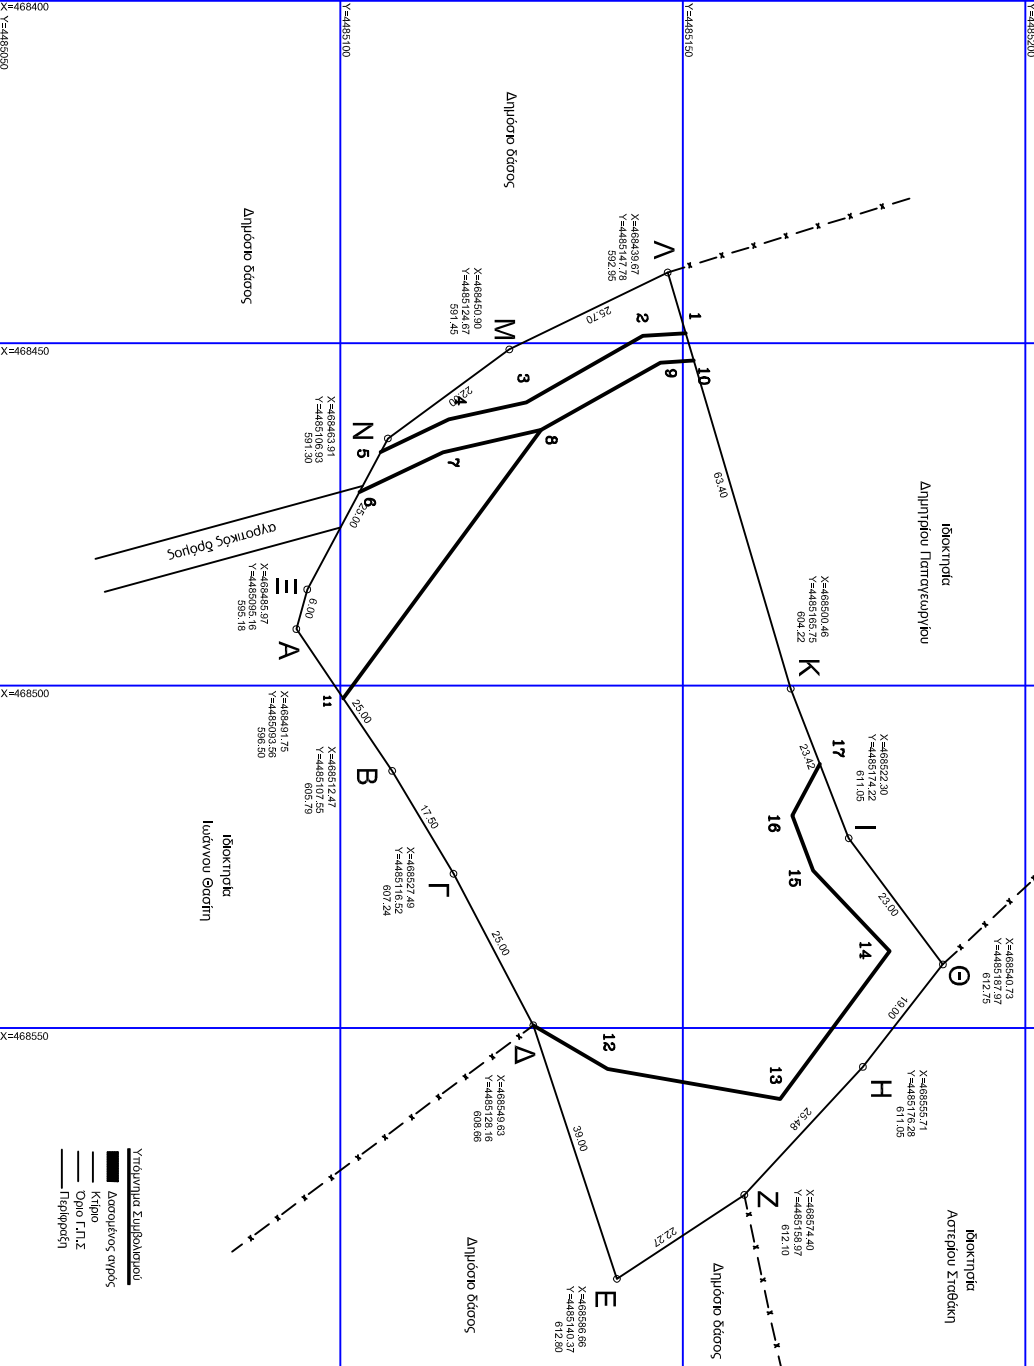 X=468400
Y=4485050
Y=4485100
Y=4485150
Y=4485200
Δημόσιο δάσος
Δημόσιο δάσος
X=468439.67
Y=4485147.78
592.95
Λ
1
2
X=468450.90
Y=4485124.67
591.45
Μ
25.70
X=468450
3
9
10
22.00
4
X=468463.91
Y=4485106.93
591.30
Ν
5
8
7
6
25.00
63.40
ιδιοκτησία
Δημητρίου Παπαγεωργίου
αγροτικός δρόμος
Ξ
X=468485.97
Y=4485095.16
595.18
6.00
Α
X=468500.46
Y=4485165.75
604.22
Κ
X=468500
11
25.00
X=468491.75
Y=4485093.56
596.50
Β
X=468512.47
Y=4485107.55
605.79
17
23.42
X=468522.30
Y=4485174.22
611.05
Ι
16
15
17.50
ιδιοκτησία
Ιωάννου Θασίτη
X=468527.49
Y=4485116.52
607.24
Γ
23.00
14
25.00
Θ
X=468540.73
Y=4485187.97
612.75
19.00
X=468550
12
Δ
13
Η
X=468555.71
Y=4485176.28
611.05
X=468549.63
Y=4485128.16
608.66
25.48
39.00
Ζ
X=468574.40
Y=4485158.97
612.10
22.27
Ε
X=468586.66
Y=4485140.37
612.80
ιδιοκτησία
Αστερίου Σταθάκη
Δημόσιο δάσος
Δημόσιο δάσος
Υπόμνημα Συμβολισμού
Δασομένος αγρός
Κτίριο
Όριο Γ.Π.Σ
Περίφραξη